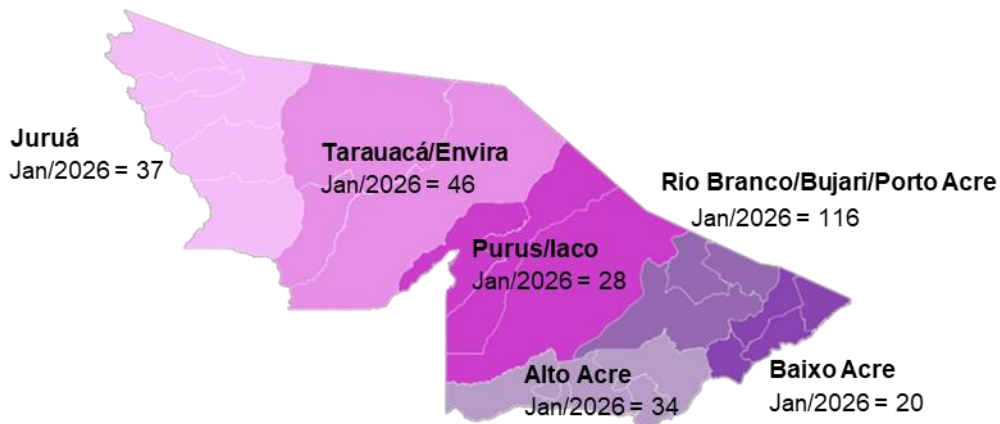 Juruá
Jan/2026 = 37
Tarauacá/Envira
Jan/2026 = 46
Rio Branco/Bujari/Porto Acre
Jan/2026 = 116
Purus/Iaco
Jan/2026 = 28
Alto Acre
Jan/2026 = 34
Baixo Acre
Jan/2026 = 20